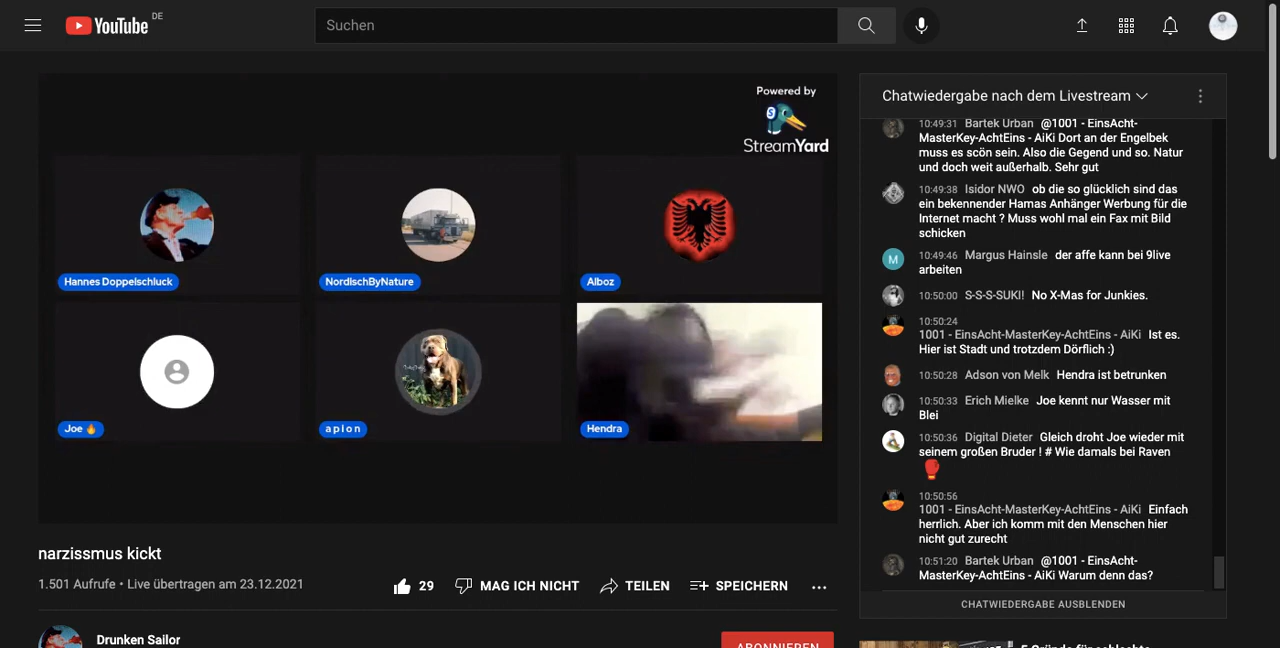 YouTube DE
Suchen
Powered by
StreamYard
Hannes Doppelschluck
NordischByNature
Alboz
Joe 🔥
a p i o n
Hendra
narzissmus kickt
1.501 Aufrufe • Live übertragen am 23.12.2021
29
MAG ICH NICHT
TEILEN
SPEICHERN
Drunken Sailor
ABONNIEREN
Chatwiedergabe nach dem Livestream
10:49:31 Bartek Urban @1001 - EinsAcht-
MasterKey-AchtEins - AiKi Dort an der Engelbek
muss es scön sein. Also die Gegend und so. Natur
und doch weit außerhalb. Sehr gut
10:49:38 Isidor NWO ob die so glücklich sind das
ein bekennender Hamas Anhänger Werbung für die
Internet macht ? Muss wohl mal ein Fax mit Bild
schicken
M
10:49:46 Margus Hainsle der affe kann bei 9live
arbeiten
10:50:00 S-S-S-SUKI! No X-Mas for Junkies.
10:50:24
1001 - EinsAcht-MasterKey-AchtEins - AiKi Ist es.
Hier ist Stadt und trotzdem Dörflich :)
10:50:28 Adson von Melk Hendra ist betrunken
10:50:33 Erich Mielke Joe kennt nur Wasser mit
Blei
10:50:36 Digital Dieter Gleich droht Joe wieder mit
seinem großen Bruder ! # Wie damals bei Raven
🥊
10:50:56
1001 - EinsAcht-MasterKey-AchtEins - AiKi Einfach
herrlich. Aber ich komm mit den Menschen hier
nicht gut zurecht
10:51:20 Bartek Urban @1001 - EinsAcht-
MasterKey-AchtEins - AiKi Warum denn das?
CHATWIEDERGABE AUSBLENDEN
5 Gründe für schlechte